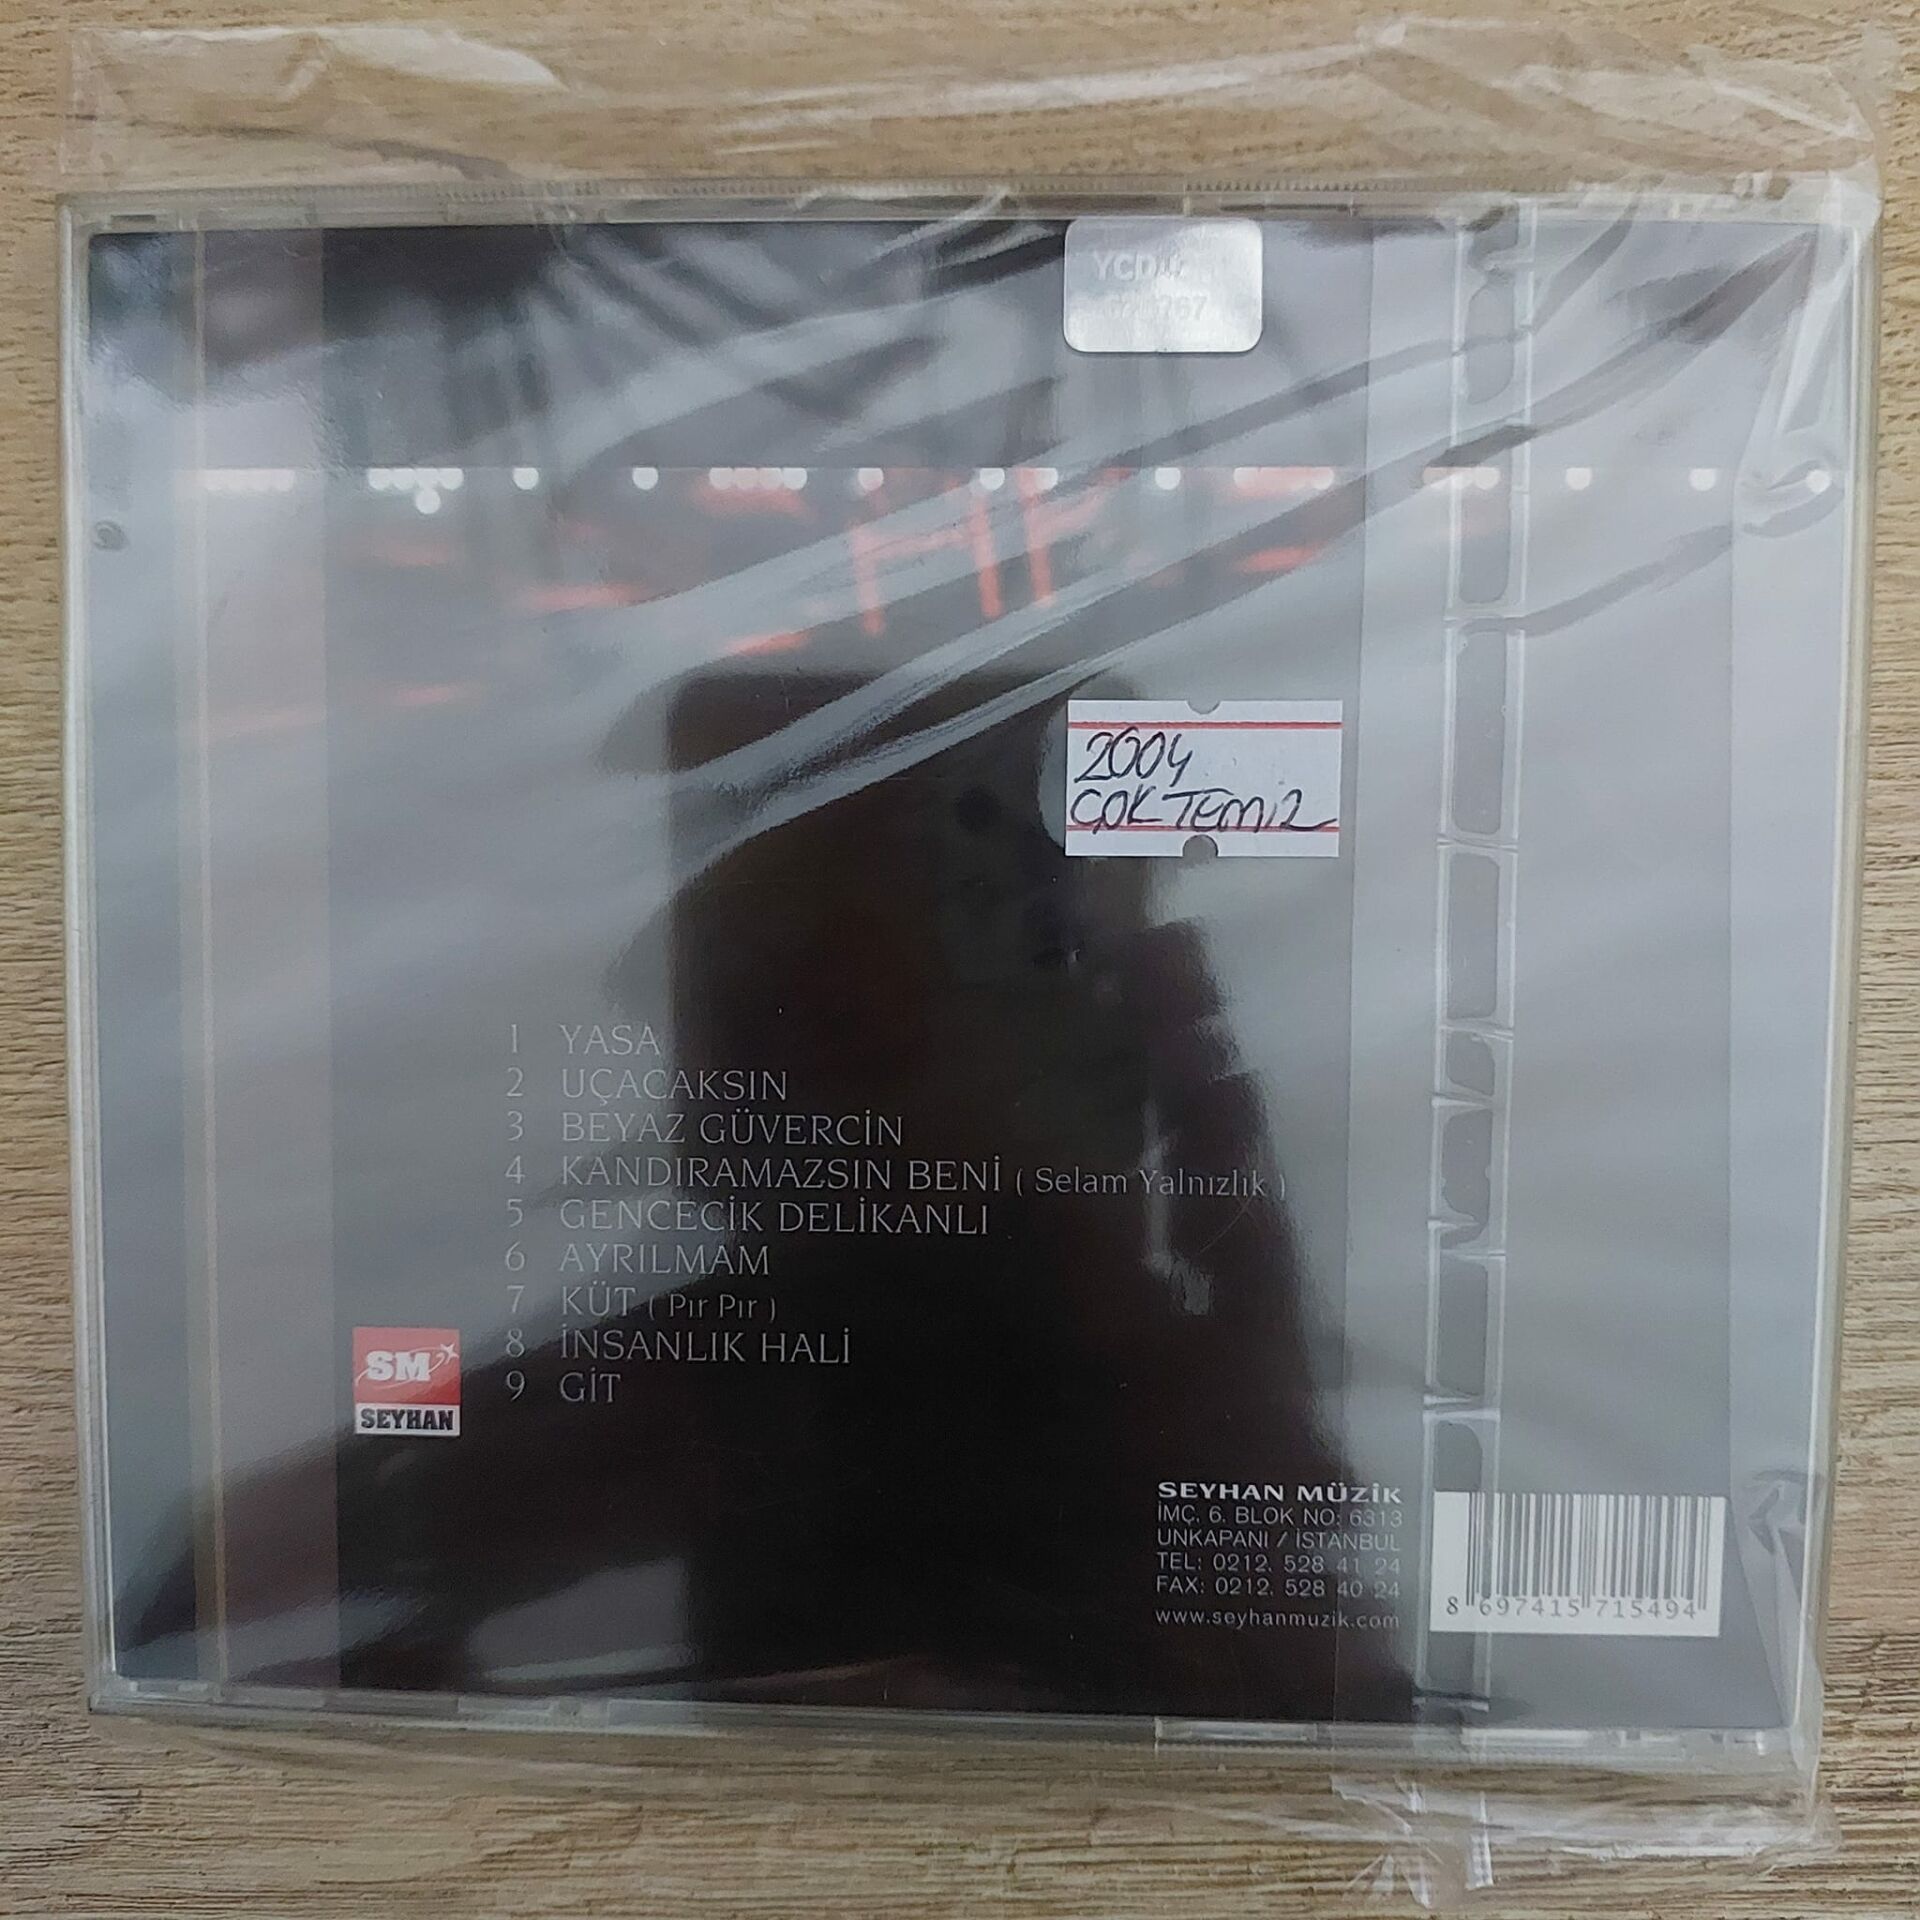 2004
ÇOK TEMİZ
1 YASA
2 UÇACAKSIN
3 BEYAZ GÜVERCİN
4 KANDIRAMAZSIN BENİ ( Selam Yalnızlık )
5 GENCECİK DELİKANLI
6 AYRILMAM
7 KÜT ( Pır Pır )
8 İNSANLIK HALİ
9 GİT
SM
SEYHAN
SEYHAN MÜZİK
İMÇ. 6. BLOK NO: 6313
UNKAPANI / İSTANBUL
TEL: 0212. 528 41 24
FAX: 0212. 528 40 24
www.seyhanmuzik.com
8 697415 715494